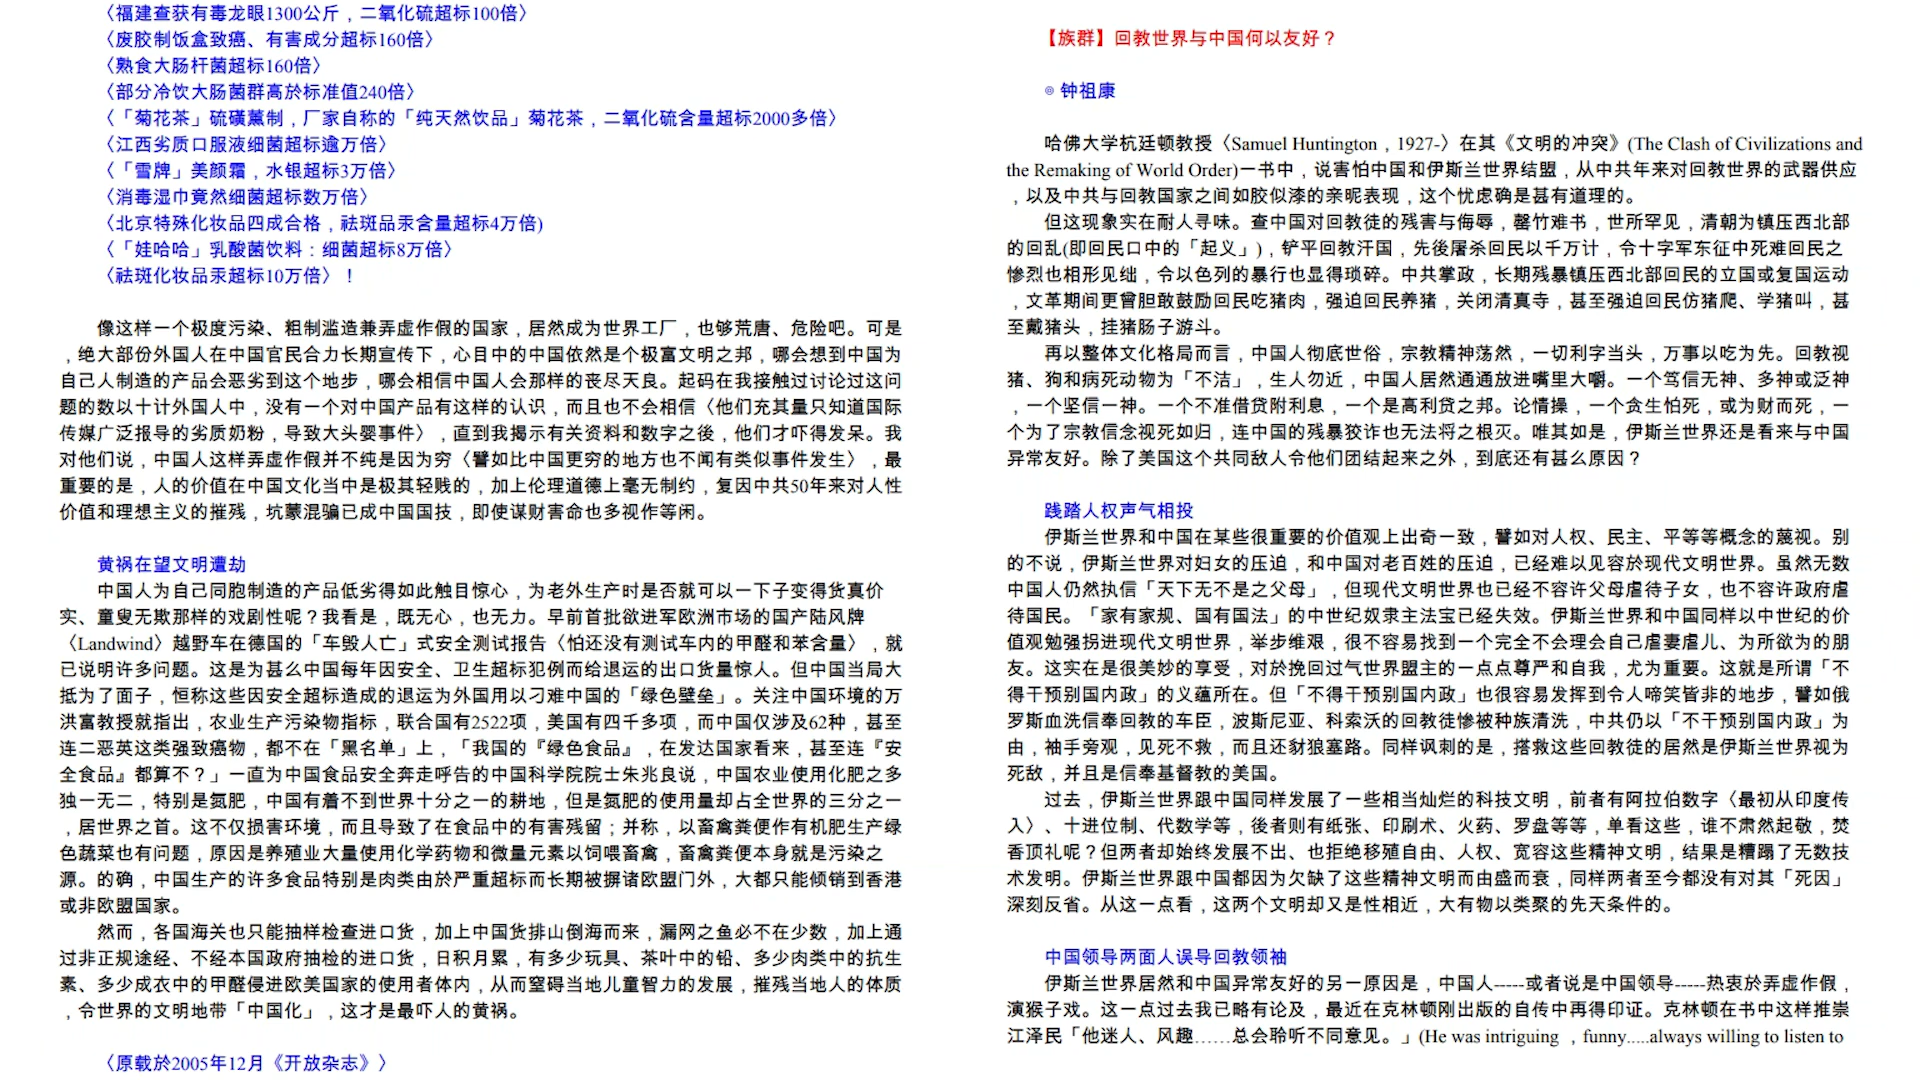 〈福建查获有毒龙眼1300公斤，二氧化硫超标100倍〉
〈废胶制饭盒致癌、有害成分超标160倍〉
〈熟食大肠杆菌超标160倍〉
〈部分冷饮大肠菌群高於标准值240倍〉
〈「菊花茶」硫磺薰制，厂家自称的「纯天然饮品」菊花茶，二氧化硫含量超标2000多倍〉
〈江西劣质口服液细菌超标逾万倍〉
〈「雪牌」美颜霜，水银超标3万倍〉
〈消毒湿巾竟然细菌超标数万倍〉
〈北京特殊化妆品四成合格，祛斑品汞含量超标4万倍)
〈「娃哈哈」乳酸菌饮料：细菌超标8万倍〉
〈祛斑化妆品汞超标10万倍〉！
像这样一个极度污染、粗制滥造兼弄虚作假的国家，居然成为世界工厂，也够荒唐、危险吧。可是
，绝大部份外国人在中国官民合力长期宣传下，心目中的中国依然是个极富文明之邦，哪会想到中国为
自己人制造的产品会恶劣到这个地步，哪会相信中国人会那样的丧尽天良。起码在我接触过讨论过这问
题的数以十计外国人中，没有一个对中国产品有这样的认识，而且也不会相信〈他们充其量只知道国际
传媒广泛报导的劣质奶粉，导致大头婴事件〉，直到我揭示有关资料和数字之後，他们才吓得发呆。我
对他们说，中国人这样弄虚作假并不纯是因为穷〈譬如比中国更穷的地方也不闻有类似事件发生〉，最
重要的是，人的价值在中国文化当中是极其轻贱的，加上伦理道德上毫无制约，复因中共50年来对人性
价值和理想主义的摧残，坑蒙混骗已成中国国技，即使谋财害命也多视作等闲。
黄祸在望文明遭劫
中国人为自己同胞制造的产品低劣得如此触目惊心，为老外生产时是否就可以一下子变得货真价
实、童叟无欺那样的戏剧性呢？我看是，既无心，也无力。早前首批欲进军欧洲市场的国产陆风牌
〈Landwind〉越野车在德国的「车毁人亡」式安全测试报告〈怕还没有测试车内的甲醛和苯含量〉，就
已说明许多问题。这是为甚么中国每年因安全、卫生超标犯例而给退运的出口货量惊人。但中国当局大
抵为了面子，恒称这些因安全超标造成的退运为外国用以刁难中国的「绿色壁垒」。关注中国环境的万
洪富教授就指出，农业生产污染物指标，联合国有2522项，美国有四千多项，而中国仅涉及62种，甚至
连二恶英这类强致癌物，都不在「黑名单」上，「我国的『绿色食品』，在发达国家看来，甚至连『安
全食品』都算不？」一直为中国食品安全奔走呼告的中国科学院院士朱兆良说，中国农业使用化肥之多
独一无二，特别是氮肥，中国有着不到世界十分之一的耕地，但是氮肥的使用量却占全世界的三分之一
，居世界之首。这不仅损害环境，而且导致了在食品中的有害残留；并称，以畜禽粪便作有机肥生产绿
色蔬菜也有问题，原因是养殖业大量使用化学药物和微量元素以饲喂畜禽，畜禽粪便本身就是污染之
源。的确，中国生产的许多食品特别是肉类由於严重超标而长期被摒诸欧盟门外，大都只能倾销到香港
或非欧盟国家。
然而，各国海关也只能抽样检查进口货，加上中国货排山倒海而来，漏网之鱼必不在少数，加上通
过非正规途经、不经本国政府抽检的进口货，日积月累，有多少玩具、茶叶中的铅、多少肉类中的抗生
素、多少成衣中的甲醛侵进欧美国家的使用者体内，从而窒碍当地儿童智力的发展，摧残当地人的体质
，令世界的文明地带「中国化」，这才是最吓人的黄祸。
〈原载於2005年12月《开放杂志》〉
【族群】回教世界与中国何以友好？
⊙ 钟祖康
哈佛大学杭廷顿教授〈Samuel Huntington，1927-〉在其《文明的冲突》(The Clash of Civilizations and
the Remaking of World Order)一书中，说害怕中国和伊斯兰世界结盟，从中共年来对回教世界的武器供应
，以及中共与回教国家之间如胶似漆的亲昵表现，这个忧虑确是甚有道理的。
但这现象实在耐人寻味。查中国对回教徒的残害与侮辱，罄竹难书，世所罕见，清朝为镇压西北部
的回乱(即回民口中的「起义」)，铲平回教汗国，先後屠杀回民以千万计，令十字军东征中死难回民之
惨烈也相形见绌，令以色列的暴行也显得琐碎。中共掌政，长期残暴镇压西北部回民的立国或复国运动
，文革期间更曾胆敢鼓励回民吃猪肉，强迫回民养猪，关闭清真寺，甚至强迫回民仿猪爬、学猪叫，甚
至戴猪头，挂猪肠子游斗。
再以整体文化格局而言，中国人彻底世俗，宗教精神荡然，一切利字当头，万事以吃为先。回教视
猪、狗和病死动物为「不洁」，生人勿近，中国人居然通通放进嘴里大嚼。一个笃信无神、多神或泛神
，一个坚信一神。一个不准借贷附利息，一个是高利贷之邦。论情操，一个贪生怕死，或为财而死，一
个为了宗教信念视死如归，连中国的残暴狡诈也无法将之根灭。唯其如是，伊斯兰世界还是看来与中国
异常友好。除了美国这个共同敌人令他们团结起来之外，到底还有甚么原因？
践踏人权声气相投
伊斯兰世界和中国在某些很重要的价值观上出奇一致，譬如对人权、民主、平等等概念的蔑视。别
的不说，伊斯兰世界对妇女的压迫，和中国对老百姓的压迫，已经难以见容於现代文明世界。虽然无数
中国人仍然执信「天下无不是之父母」，但现代文明世界也已经不容许父母虐待子女，也不容许政府虐
待国民。「家有家规、国有国法」的中世纪奴隶主法宝已经失效。伊斯兰世界和中国同样以中世纪的价
值观勉强拐进现代文明世界，举步维艰，很不容易找到一个完全不会理会自己虐妻虐儿、为所欲为的朋
友。这实在是很美妙的享受，对於挽回过气世界盟主的一点点尊严和自我，尤为重要。这就是所谓「不
得干预别国内政」的义蕴所在。但「不得干预别国内政」也很容易发挥到令人啼笑皆非的地步，譬如俄
罗斯血洗信奉回教的车臣，波斯尼亚、科索沃的回教徒惨被种族清洗，中共仍以「不干预别国内政」为
由，袖手旁观，见死不救，而且还豺狼塞路。同样讽刺的是，搭救这些回教徒的居然是伊斯兰世界视为
死敌，并且是信奉基督教的美国。
过去，伊斯兰世界跟中国同样发展了一些相当灿烂的科技文明，前者有阿拉伯数字〈最初从印度传
入〉、十进位制、代数学等，後者则有纸张、印刷术、火药、罗盘等等，单看这些，谁不肃然起敬，焚
香顶礼呢？但两者却始终发展不出、也拒绝移殖自由、人权、宽容这些精神文明，结果是糟蹋了无数技
术发明。伊斯兰世界跟中国都因为欠缺了这些精神文明而由盛而衰，同样两者至今都没有对其「死因」
深刻反省。从这一点看，这两个文明却又是性相近，大有物以类聚的先天条件的。
中国领导两面人误导回教领袖
伊斯兰世界居然和中国异常友好的另一原因是，中国人-----或者说是中国领导-----热衷於弄虚作假，
演猴子戏。这一点过去我已略有论及，最近在克林顿刚出版的自传中再得印证。克林顿在书中这样推崇
江泽民「他迷人、风趣……总会聆听不同意见。」(He was intriguing ，funny.....always willing to listen to